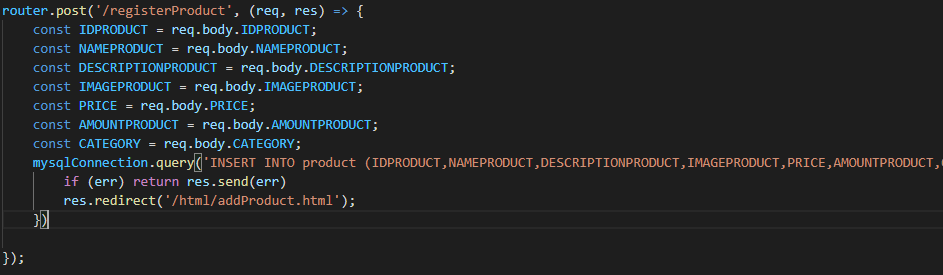 router.post('/registerProduct', (req, res) => {
const IDPRODUCT = req.body.IDPRODUCT;
const NAMEPRODUCT = req.body.NAMEPRODUCT;
const DESCRIPTIONPRODUCT = req.body.DESCRIPTIONPRODUCT;
const IMAGEPRODUCT = req.body.IMAGEPRODUCT;
const PRICE = req.body.PRICE;
const AMOUNTPRODUCT = req.body.AMOUNTPRODUCT;
const CATEGORY = req.body.CATEGORY;
mysqlConnection.query('INSERT INTO product (IDPRODUCT,NAMEPRODUCT,DESCRIPTIONPRODUCT,IMAGEPRODUCT,PRICE,AMOUNTPRODUCT,
if (err) return res.send(err)
res.redirect('/html/addProduct.html');
})
});